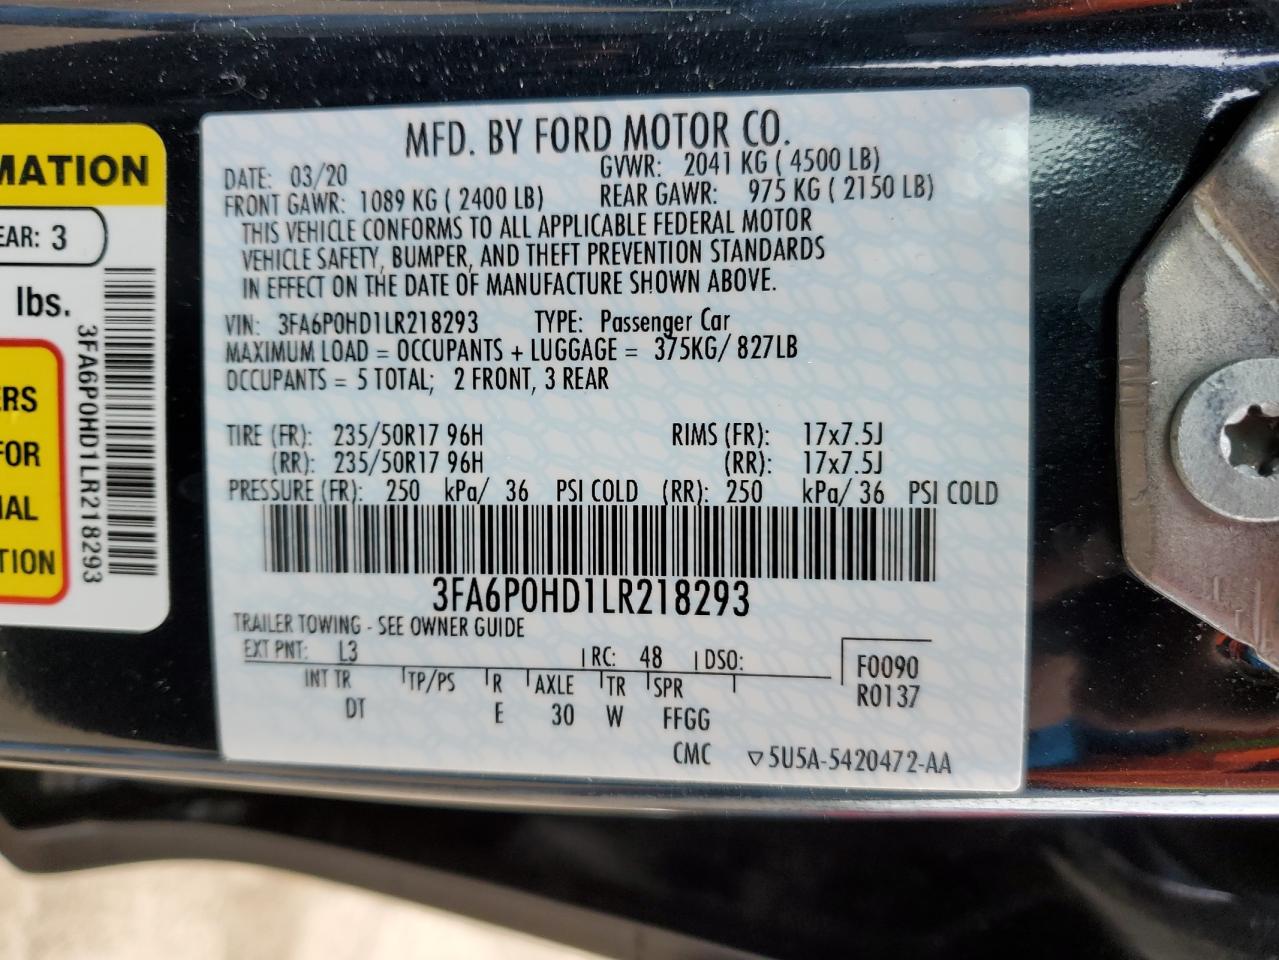 MATION
EAR: 3
lbs.
3FA6P0HD1LR218293
ERS
FOR
IAL
TION
MFD. BY FORD MOTOR CO.
DATE: 03/20 GVWR: 2041 KG ( 4500 LB)
FRONT GAWR: 1089 KG ( 2400 LB) REAR GAWR: 975 KG ( 2150 LB)
THIS VEHICLE CONFORMS TO ALL APPLICABLE FEDERAL MOTOR
VEHICLE SAFETY, BUMPER, AND THEFT PREVENTION STANDARDS
IN EFFECT ON THE DATE OF MANUFACTURE SHOWN ABOVE.
VIN: 3FA6P0HD1LR218293 TYPE: Passenger Car
MAXIMUM LOAD = OCCUPANTS + LUGGAGE = 375KG/ 827LB
OCCUPANTS = 5 TOTAL; 2 FRONT, 3 REAR
TIRE (FR): 235/50R17 96H RIMS (FR): 17x7.5J
(RR): 235/50R17 96H (RR): 17x7.5J
PRESSURE (FR): 250 kPa/ 36 PSI COLD (RR): 250 kPa/ 36 PSI COLD
3FA6P0HD1LR218293
TRAILER TOWING - SEE OWNER GUIDE
EXT PNT: L3 RC: 48 DSO: F0090
INT TR TP/PS R AXLE TR SPR R0137
DT E 30 W FFGG
CMC ▽5U5A-5420472-AA